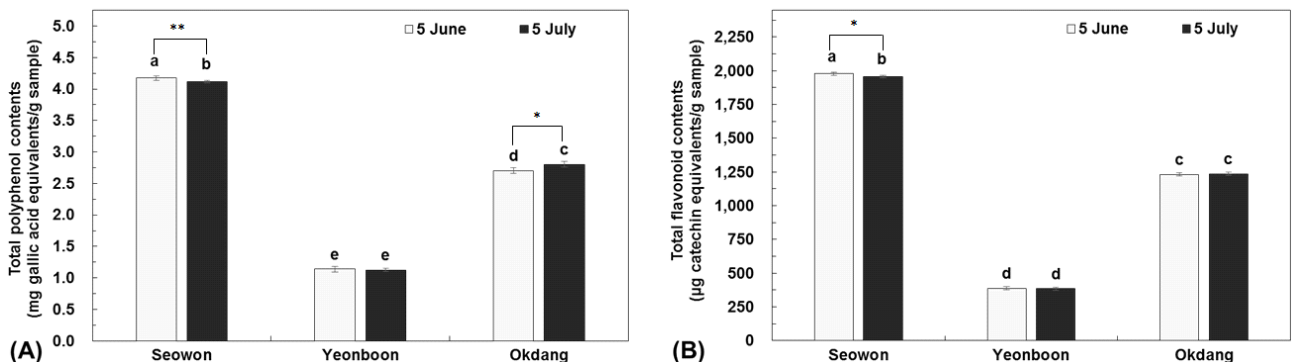 Total polyphenol contents
(mg gallic acid equivalents/g sample)
5.0
4.5
4.0
3.5
3.0
2.5
2.0
1.5
1.0
0.5
0.0
5 June
5 July
**
a
b
e
e
*
d
c
Seowon
Yeonboon
Okdang
(A)
Total flavonoid contents
(µg catechin equivalents/g sample)
2,250
2,000
1,750
1,500
1,250
1,000
750
500
250
0
5 June
5 July
*
a
b
d
d
c
c
Seowon
Yeonboon
Okdang
(B)